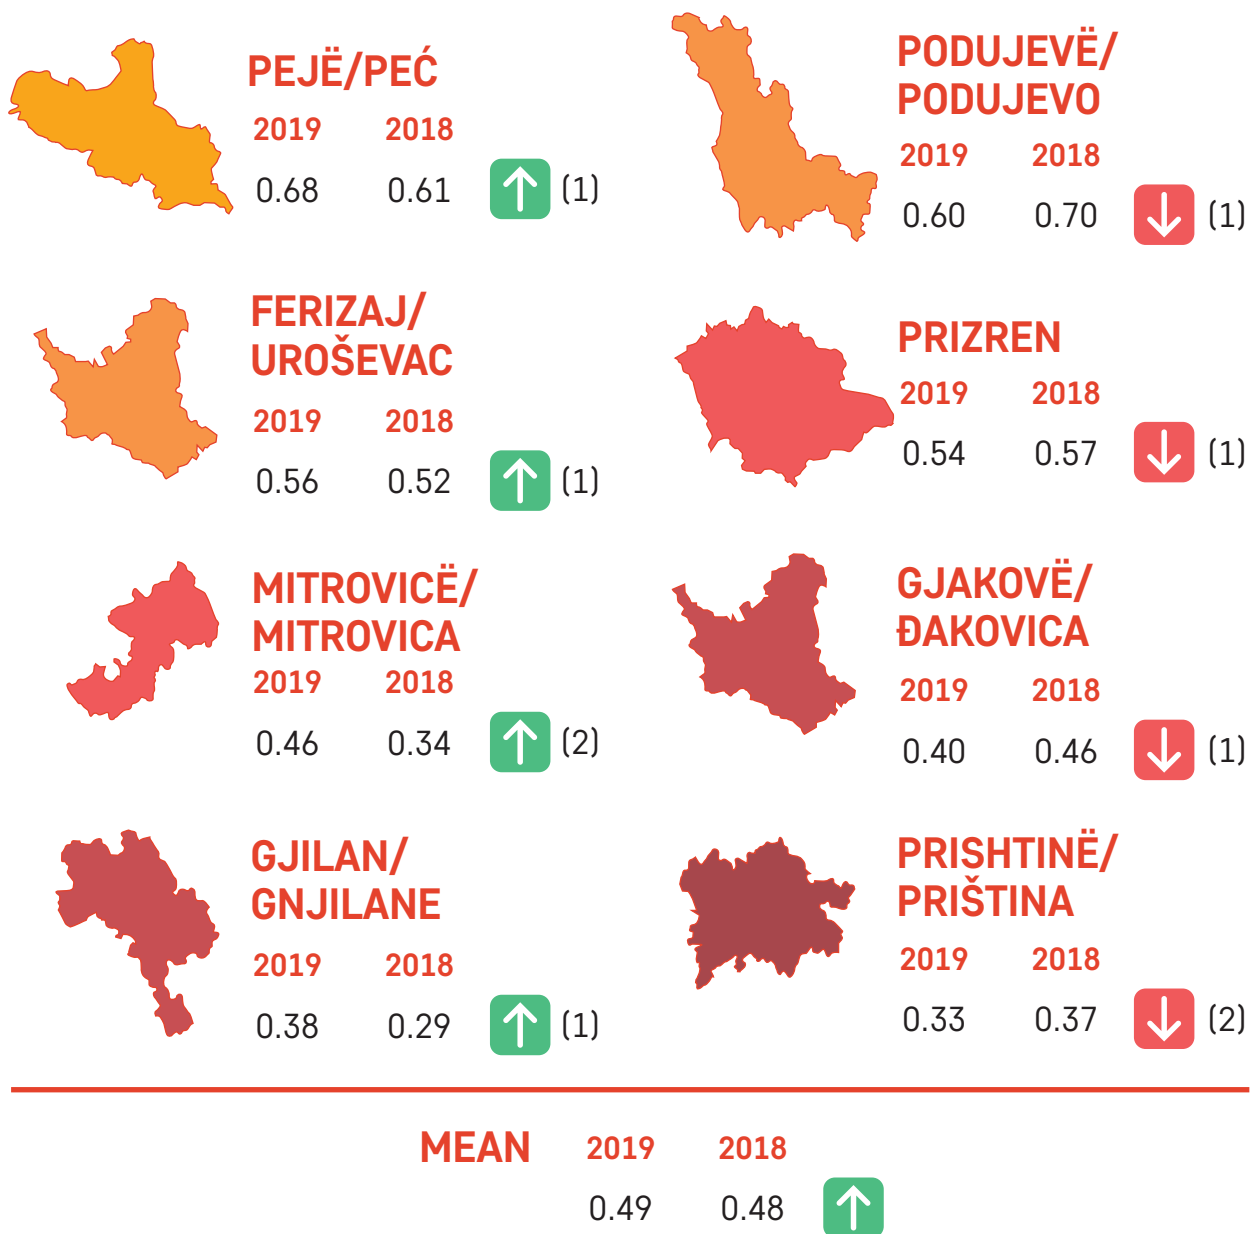 PEJË/PEĆ
2019 2018
0.68 0.61 (1)
PODUJEVË/
PODUJEVO
2019 2018
0.60 0.70 (1)
FERIZAJ/
UROŠEVAC
2019 2018
0.56 0.52 (1)
PRIZREN
2019 2018
0.54 0.57 (1)
MITROVICË/
MITROVICA
2019 2018
0.46 0.34 (2)
GJAKOVË/
ĐAKOVICA
2019 2018
0.40 0.46 (1)
GJILAN/
GNJILANE
2019 2018
0.38 0.29 (1)
PRISHTINË/
PRIŠTINA
2019 2018
0.33 0.37 (2)
MEAN 2019 2018
0.49 0.48